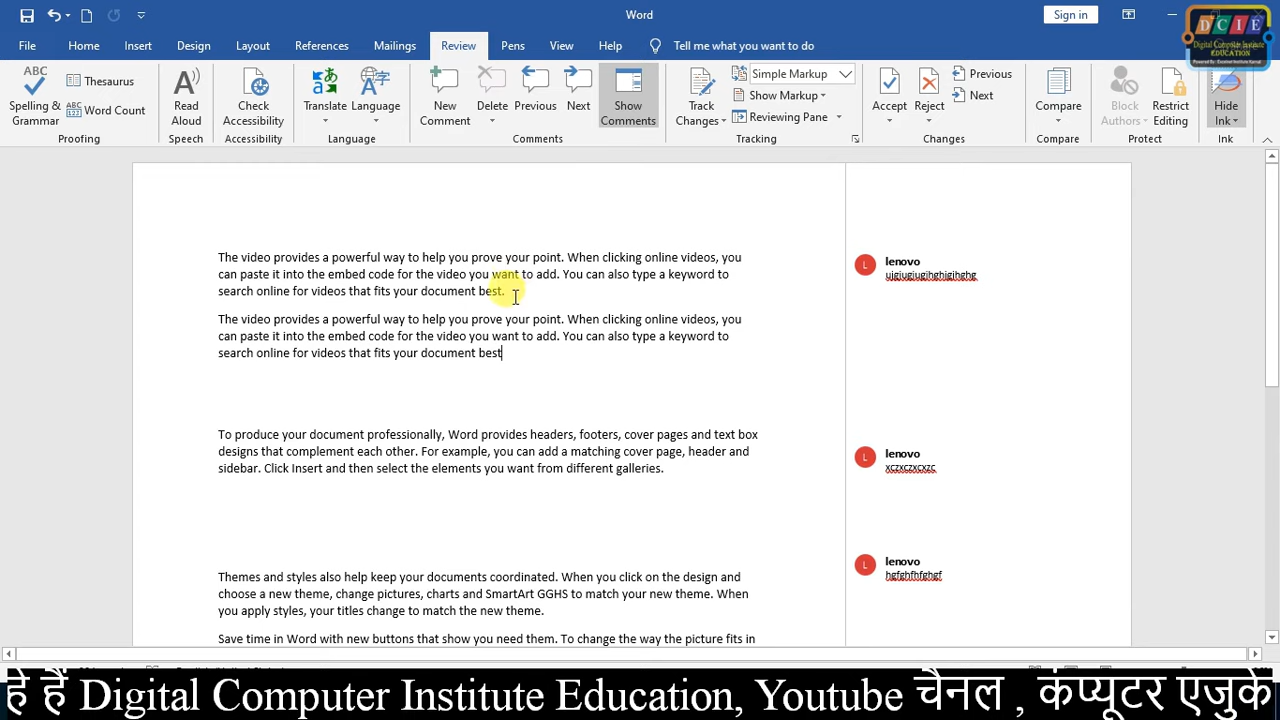 Word
Sign in
DCIE
Digital Computer Institute
EDUCATION
File Home Insert Design Layout References Mailings Review Pens View Help Tell me what you want to do
ABC
Spelling &
Grammar
Thesaurus
Word Count
Proofing
Read
Aloud
Speech
Check
Accessibility
Accessibility
Translate
Language
Language
New
Comment
Delete
Previous
Next
Show
Comments
Comments
Track
Changes
Simple Markup
Show Markup
Reviewing Pane
Tracking
Accept
Reject
Previous
Next
Changes
Compare
Compare
Block
Authors
Restrict
Editing
Protect
Hide
Ink
Ink
The video provides a powerful way to help you prove your point. When clicking online videos, you
can paste it into the embed code for the video you want to add. You can also type a keyword to
search online for videos that fits your document best.
The video provides a powerful way to help you prove your point. When clicking online videos, you
can paste it into the embed code for the video you want to add. You can also type a keyword to
search online for videos that fits your document best
To produce your document professionally, Word provides headers, footers, cover pages and text box
designs that complement each other. For example, you can add a matching cover page, header and
sidebar. Click Insert and then select the elements you want from different galleries.
Themes and styles also help keep your documents coordinated. When you click on the design and
choose a new theme, change pictures, charts and SmartArt GGHS to match your new theme. When
you apply styles, your titles change to match the new theme.
Save time in Word with new buttons that show you need them. To change the way the picture fits in
L lenovo
uigiugiugihghigihghg
L lenovo
xczxczxcxzc
L lenovo
hgfghfhfghgf
हे हैं Digital Computer Institute Education, Youtube चैनल , कंप्यूटर एजुके